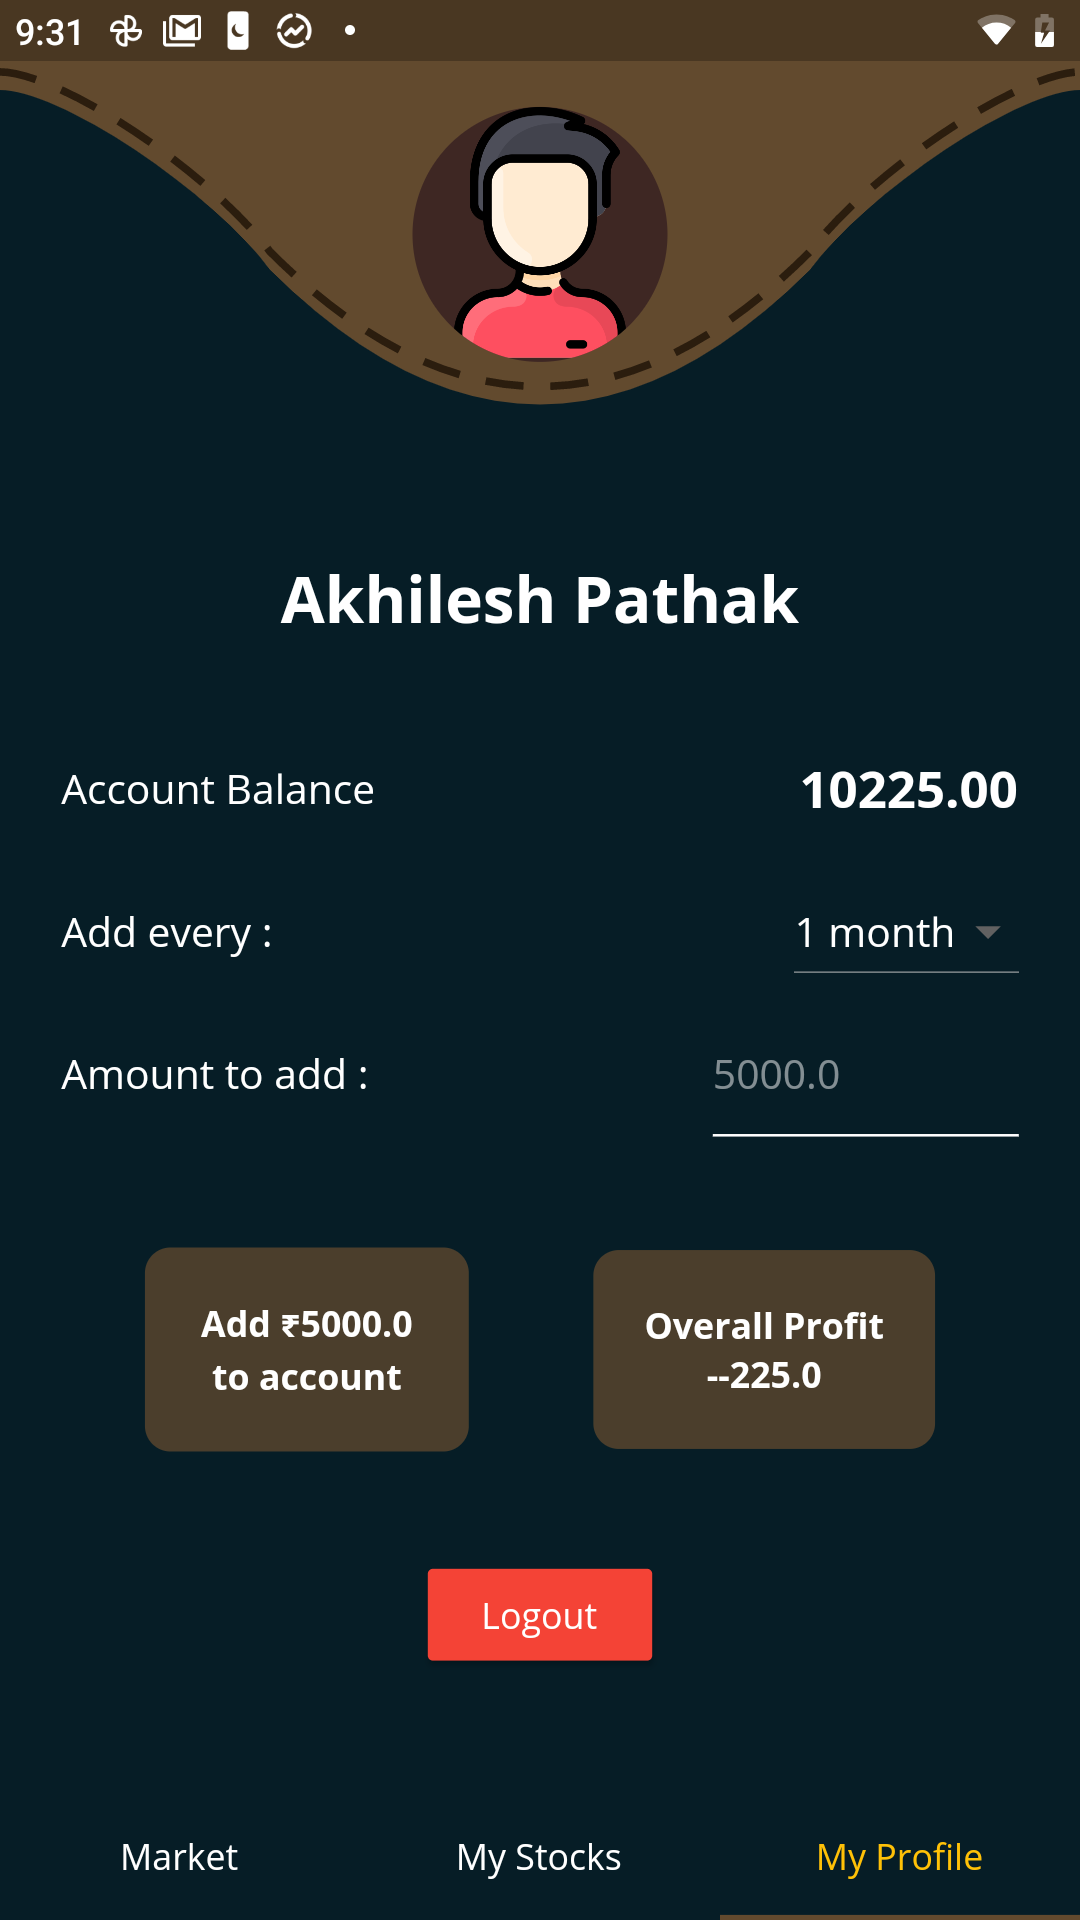 9:31
Akhilesh Pathak
Account Balance 10225.00
Add every : 1 month
Amount to add : 5000.0
Add ₹5000.0
to account
Overall Profit
--225.0
Logout
Market My Stocks My Profile